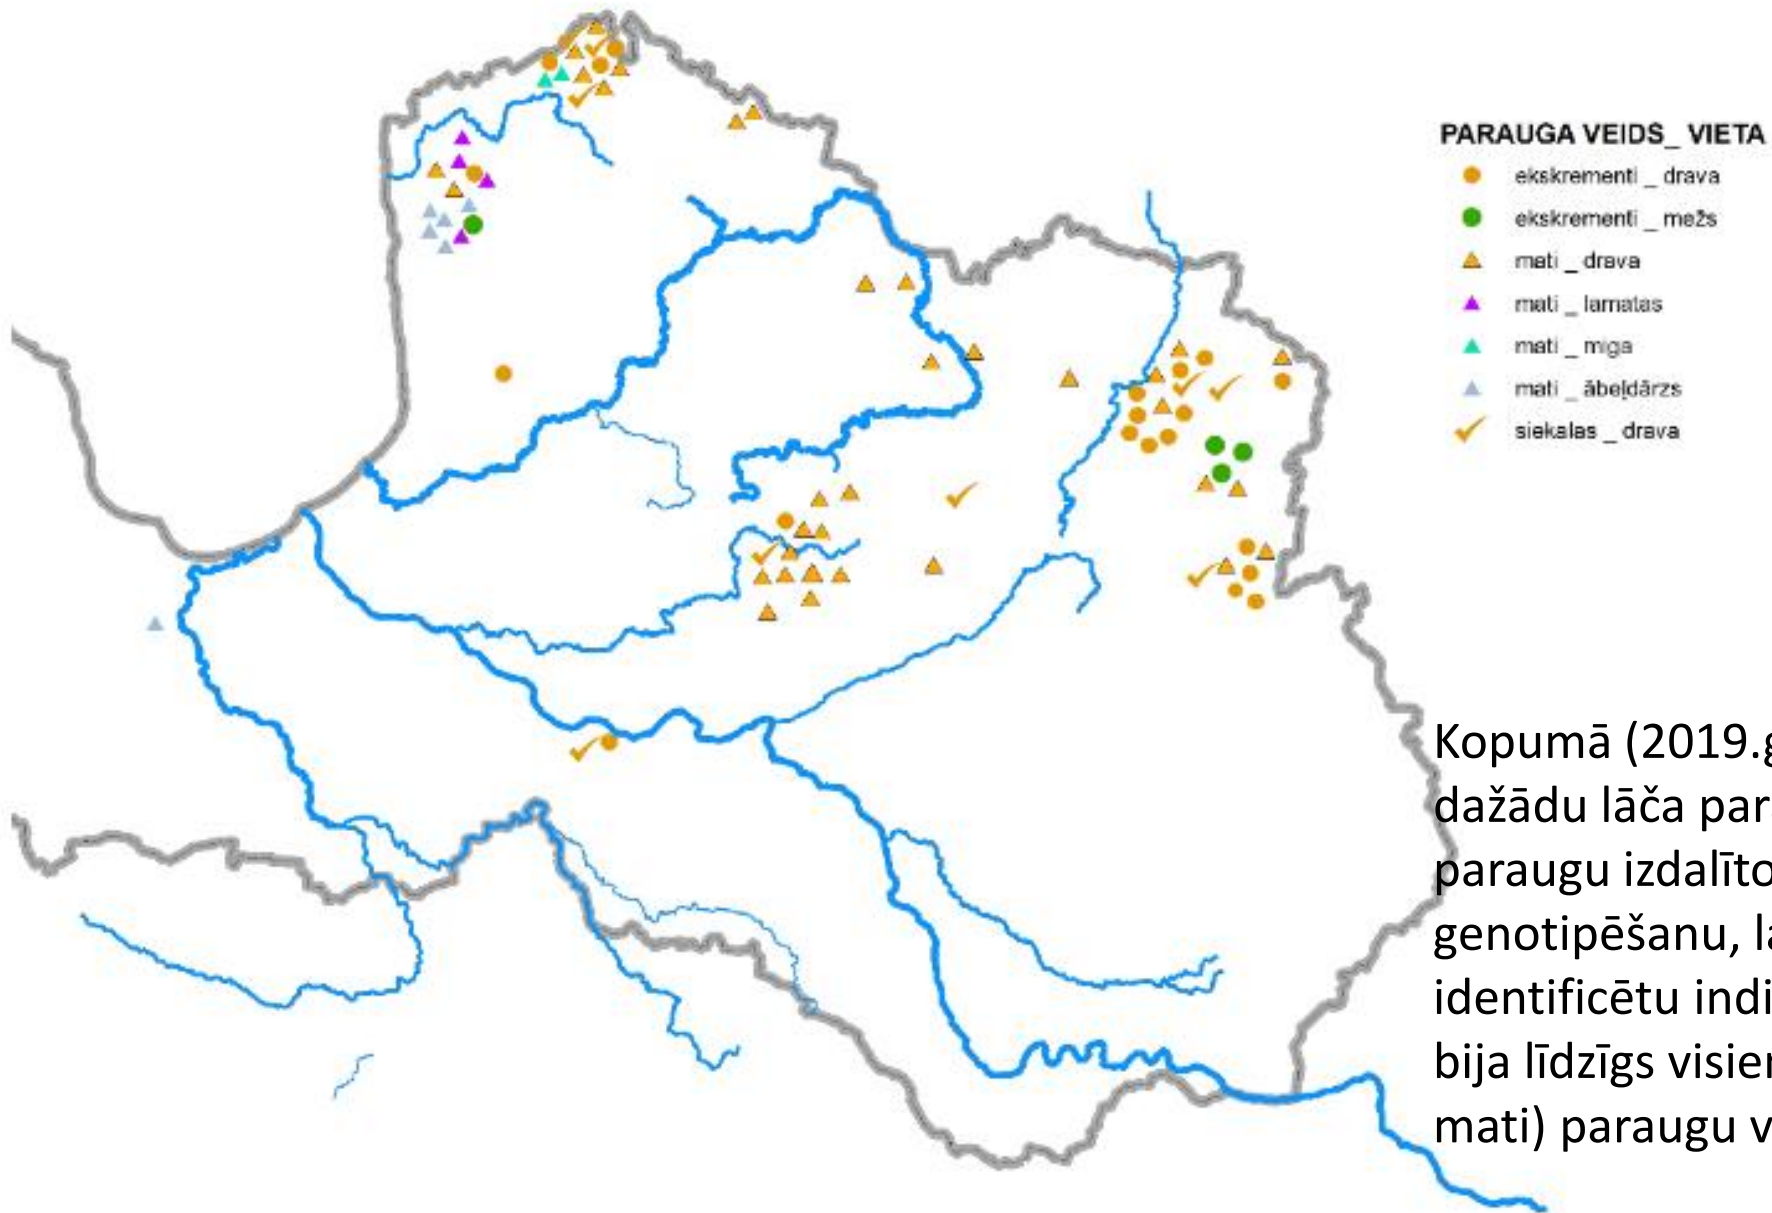 PARAUGA VEIDS_ VIETA
ekskrementi _ drava
ekskrementi _ mežs
mati _ drava
mati _ lamatas
mati _ miga
mati _ ābeļdārzs
siekalas _ drava
Kopumā (2019.g
dažādu lāča par
paraugu izdalīto
genotipēšanu, la
identificētu indi
bija līdzīgs visie
mati) paraugu v